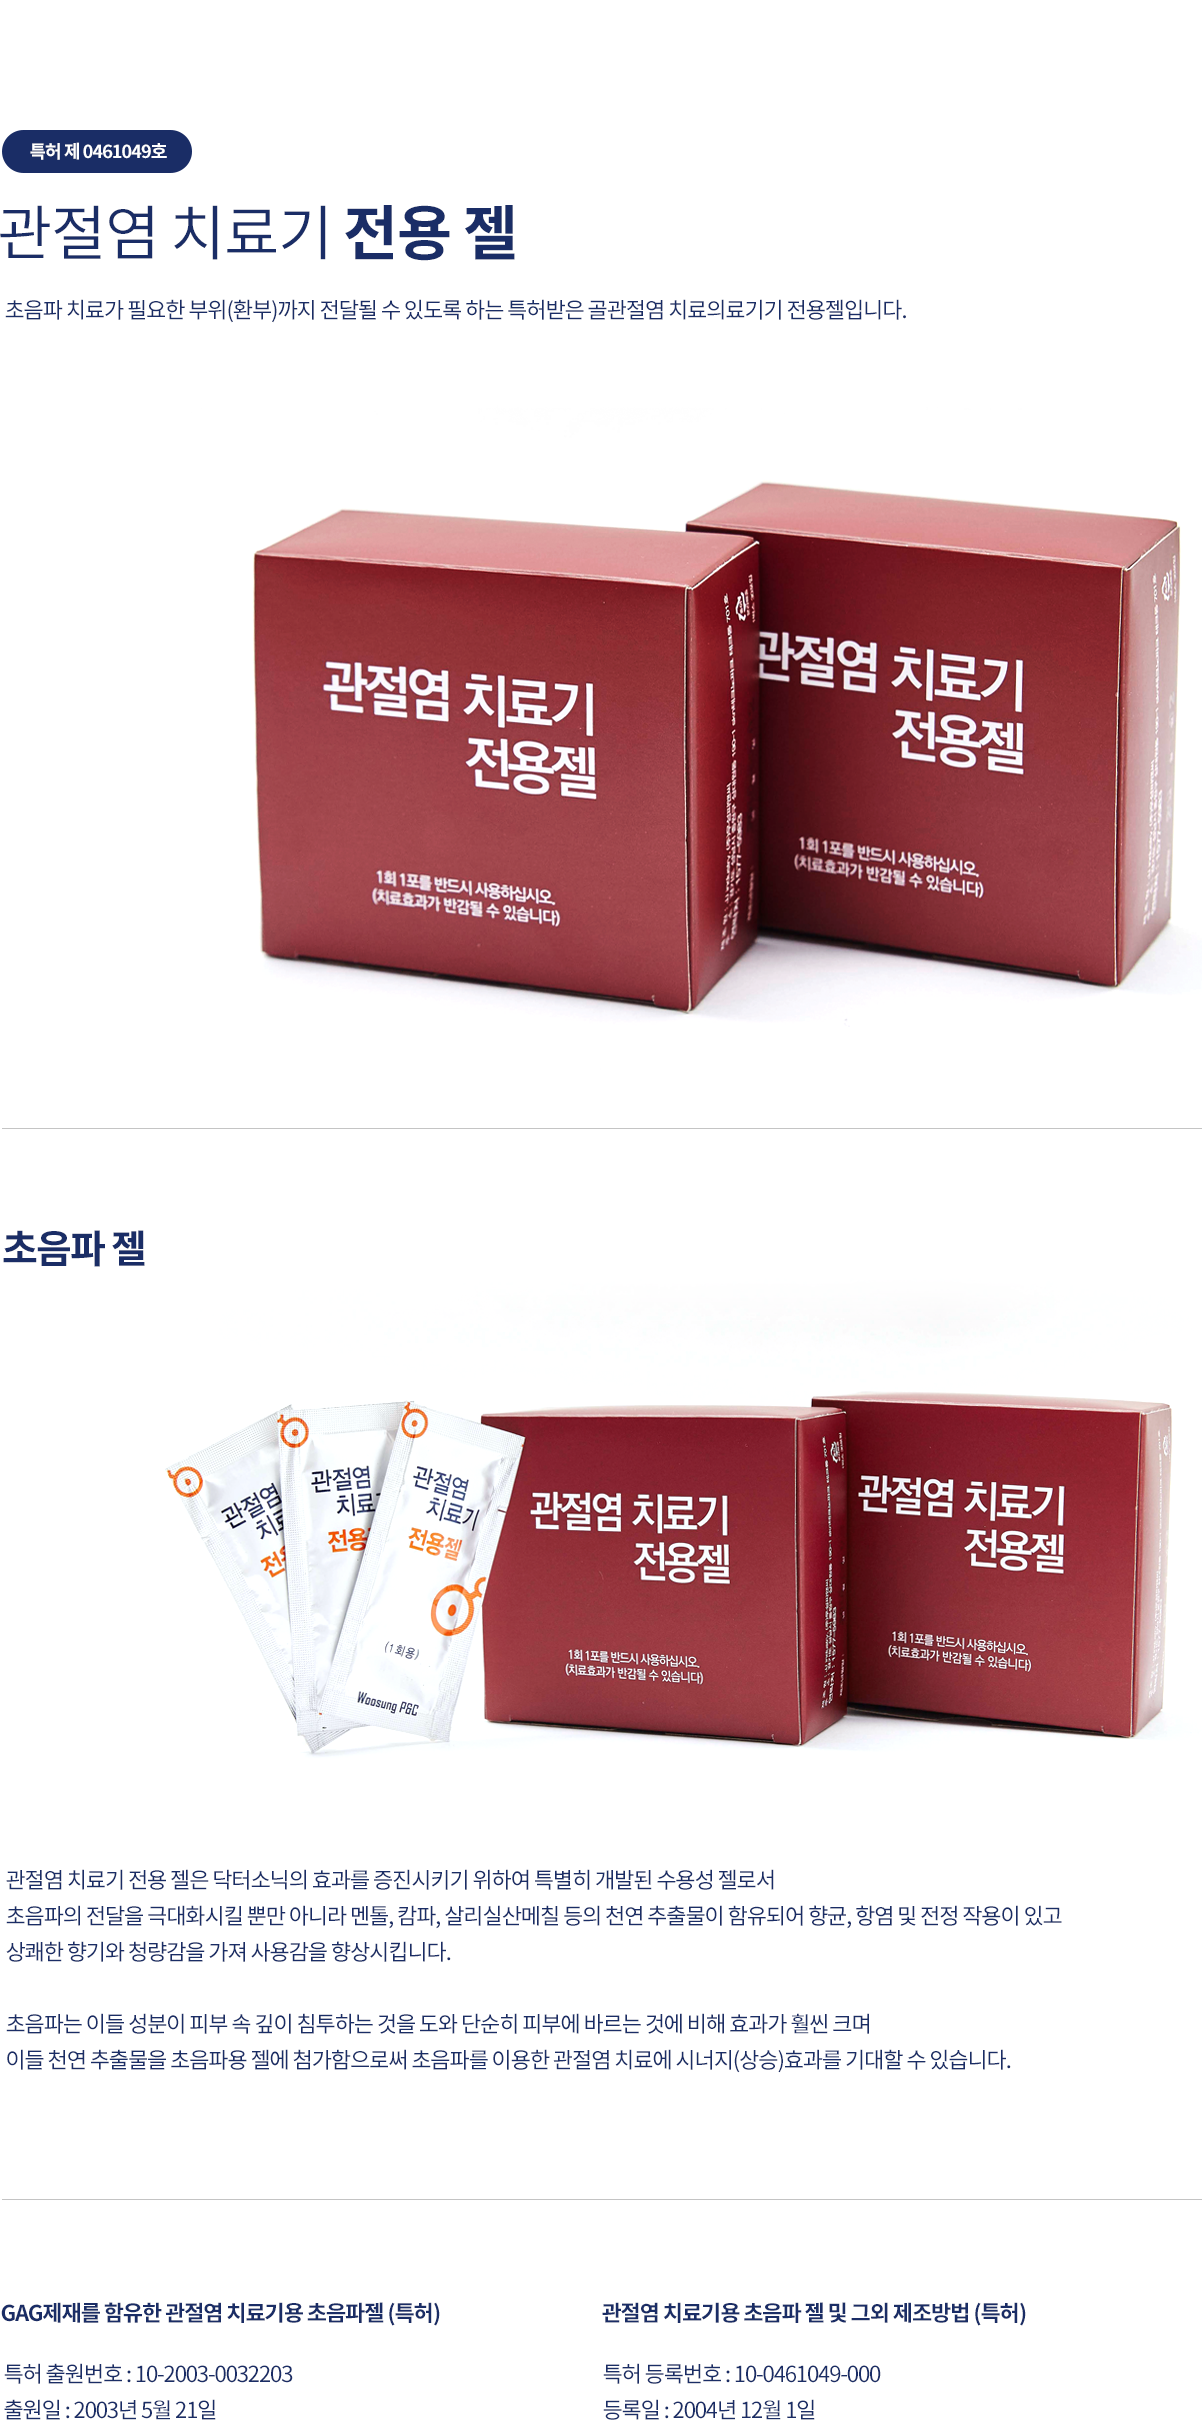 특허 제 0461049호
관절염 치료기 전용 젤
초음파 치료가 필요한 부위(환부)까지 전달될 수 있도록 하는 특허받은 골관절염 치료의료기기 전용젤입니다.
관절염 치료기
전용젤
1회 1포를 반드시 사용하십시오.
(치료효과가 반감될 수 있습니다)
관절염 치료기
전용젤
1회 1포를 반드시 사용하십시오.
(치료효과가 반감될 수 있습니다)
초음파 젤
관절염
치료
전용
관절염
치료
전용
관절염
치료기
전용젤
(1회용)
Woosung P&C
관절염 치료기
전용젤
1회 1포를 반드시 사용하십시오.
(치료효과가 반감될 수 있습니다)
관절염 치료기
전용젤
1회 1포를 반드시 사용하십시오.
(치료효과가 반감될 수 있습니다)
관절염 치료기 전용 젤은 닥터소닉의 효과를 증진시키기 위하여 특별히 개발된 수용성 젤로서
초음파의 전달을 극대화시킬 뿐만 아니라 멘톨, 캄파, 살리실산메칠 등의 천연 추출물이 함유되어 향균, 항염 및 전정 작용이 있고
상쾌한 향기와 청량감을 가져 사용감을 향상시킵니다.
초음파는 이들 성분이 피부 속 깊이 침투하는 것을 도와 단순히 피부에 바르는 것에 비해 효과가 훨씬 크며
이들 천연 추출물을 초음파용 젤에 첨가함으로써 초음파를 이용한 관절염 치료에 시너지(상승)효과를 기대할 수 있습니다.
GAG제재를 함유한 관절염 치료기용 초음파젤 (특허)
특허 출원번호 : 10-2003-0032203
출원일 : 2003년 5월 21일
관절염 치료기용 초음파 젤 및 그외 제조방법 (특허)
특허 등록번호 : 10-0461049-000
등록일 : 2004년 12월 1일